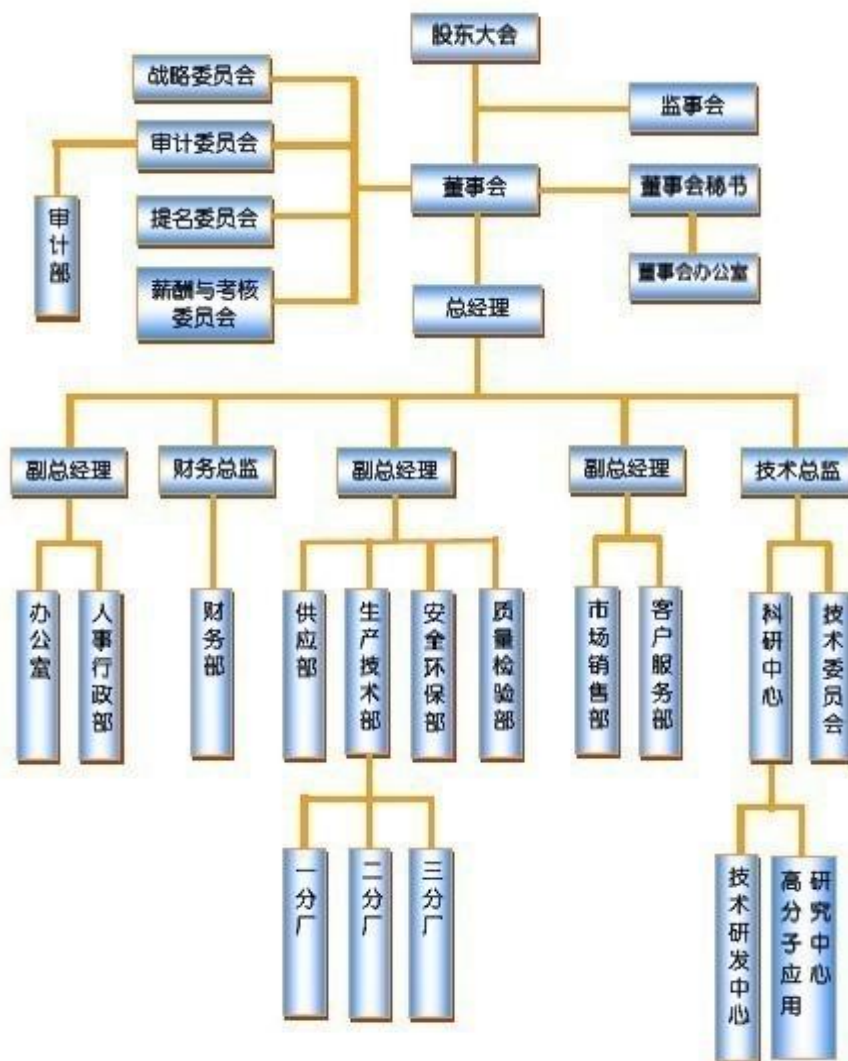 股东大会
战略委员会
监事会
审计委员会
董事会
董事会秘书
审计部
提名委员会
董事会办公室
薪酬与考核
委员会
总经理
副总经理
财务总监
副总经理
副总经理
技术总监
办公室
人事行政部
财务部
供应部
生产技术部
安全环保部
质量检验部
市场销售部
客户服务部
科研中心
技术委员会
一分厂
二分厂
三分厂
技术研发中心
高分子应用
研究中心